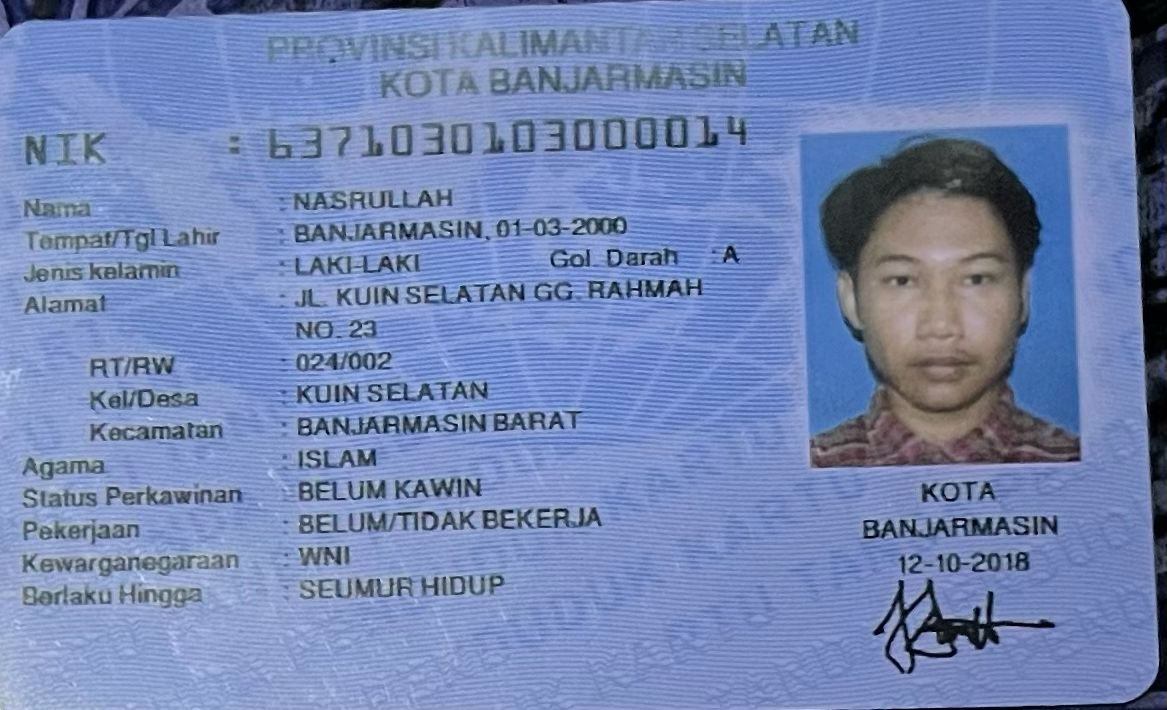 PROVINSI KALIMANTAN SELATAN
KOTA BANJARMASIN
NIK : 6371030103000014
Nama : NASRULLAH
Tempat/Tgl Lahir : BANJARMASIN, 01-03-2000
Jenis kelamin : LAKI-LAKI Gol. Darah : A
Alamat : JL. KUIN SELATAN GG. RAHMAH
NO. 23
RT/RW : 024/002
Kel/Desa : KUIN SELATAN
Kecamatan : BANJARMASIN BARAT
Agama : ISLAM
Status Perkawinan : BELUM KAWIN
Pekerjaan : BELUM/TIDAK BEKERJA
Kewarganegaraan : WNI
Berlaku Hingga : SEUMUR HIDUP
KOTA
BANJARMASIN
12-10-2018